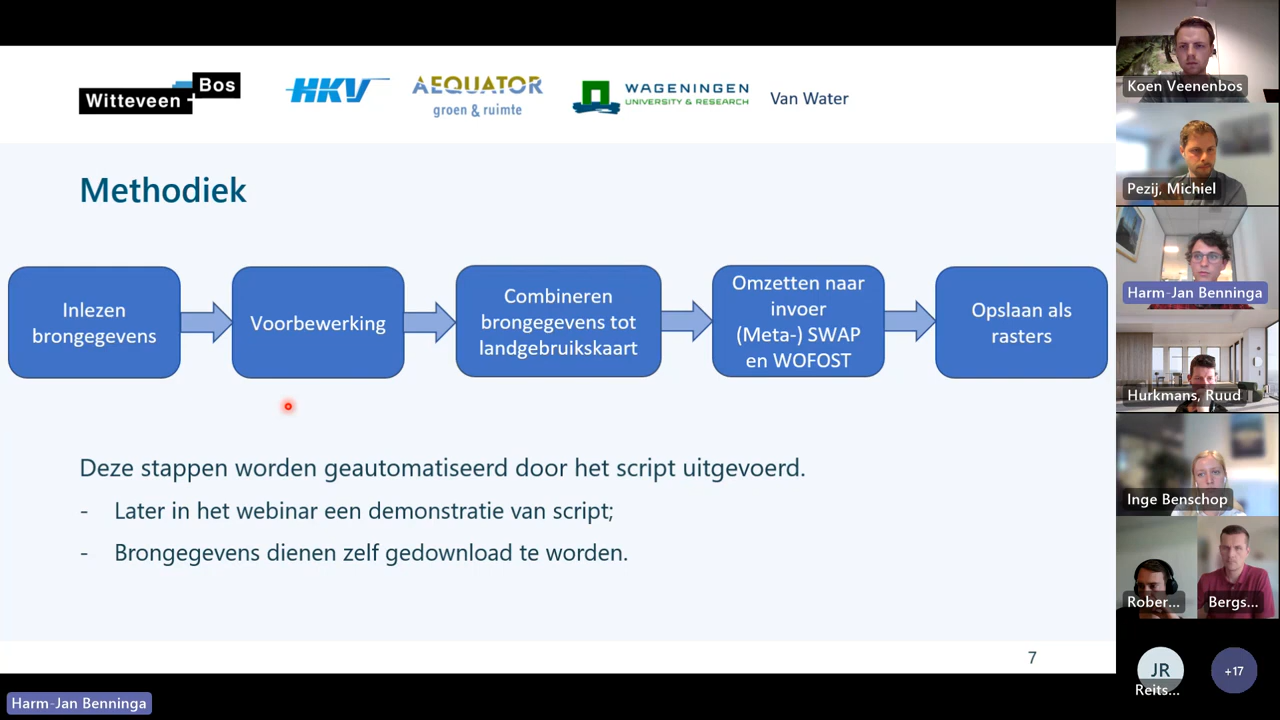 Witteveen+
Bos
HKV
AEQUATOR
groen & ruimte
WAGENINGEN
UNIVERSITY & RESEARCH
Van Water
Methodiek
Inlezen
brongegevens
Voorbewerking
Combineren
brongegevens tot
landgebruikskaart
Omzetten naar
invoer
(Meta-) SWAP
en WOFOST
Opslaan als
rasters
Deze stappen worden geautomatiseerd door het script uitgevoerd.
- Later in het webinar een demonstratie van script;
- Brongegevens dienen zelf gedownload te worden.
7
Harm-Jan Benninga
Koen Veenenbos
Pezij, Michiel
Harm-Jan Benninga
Hurkmans, Ruud
Inge Benschop
Rober...
Bergs...
JR
Reits...
+17